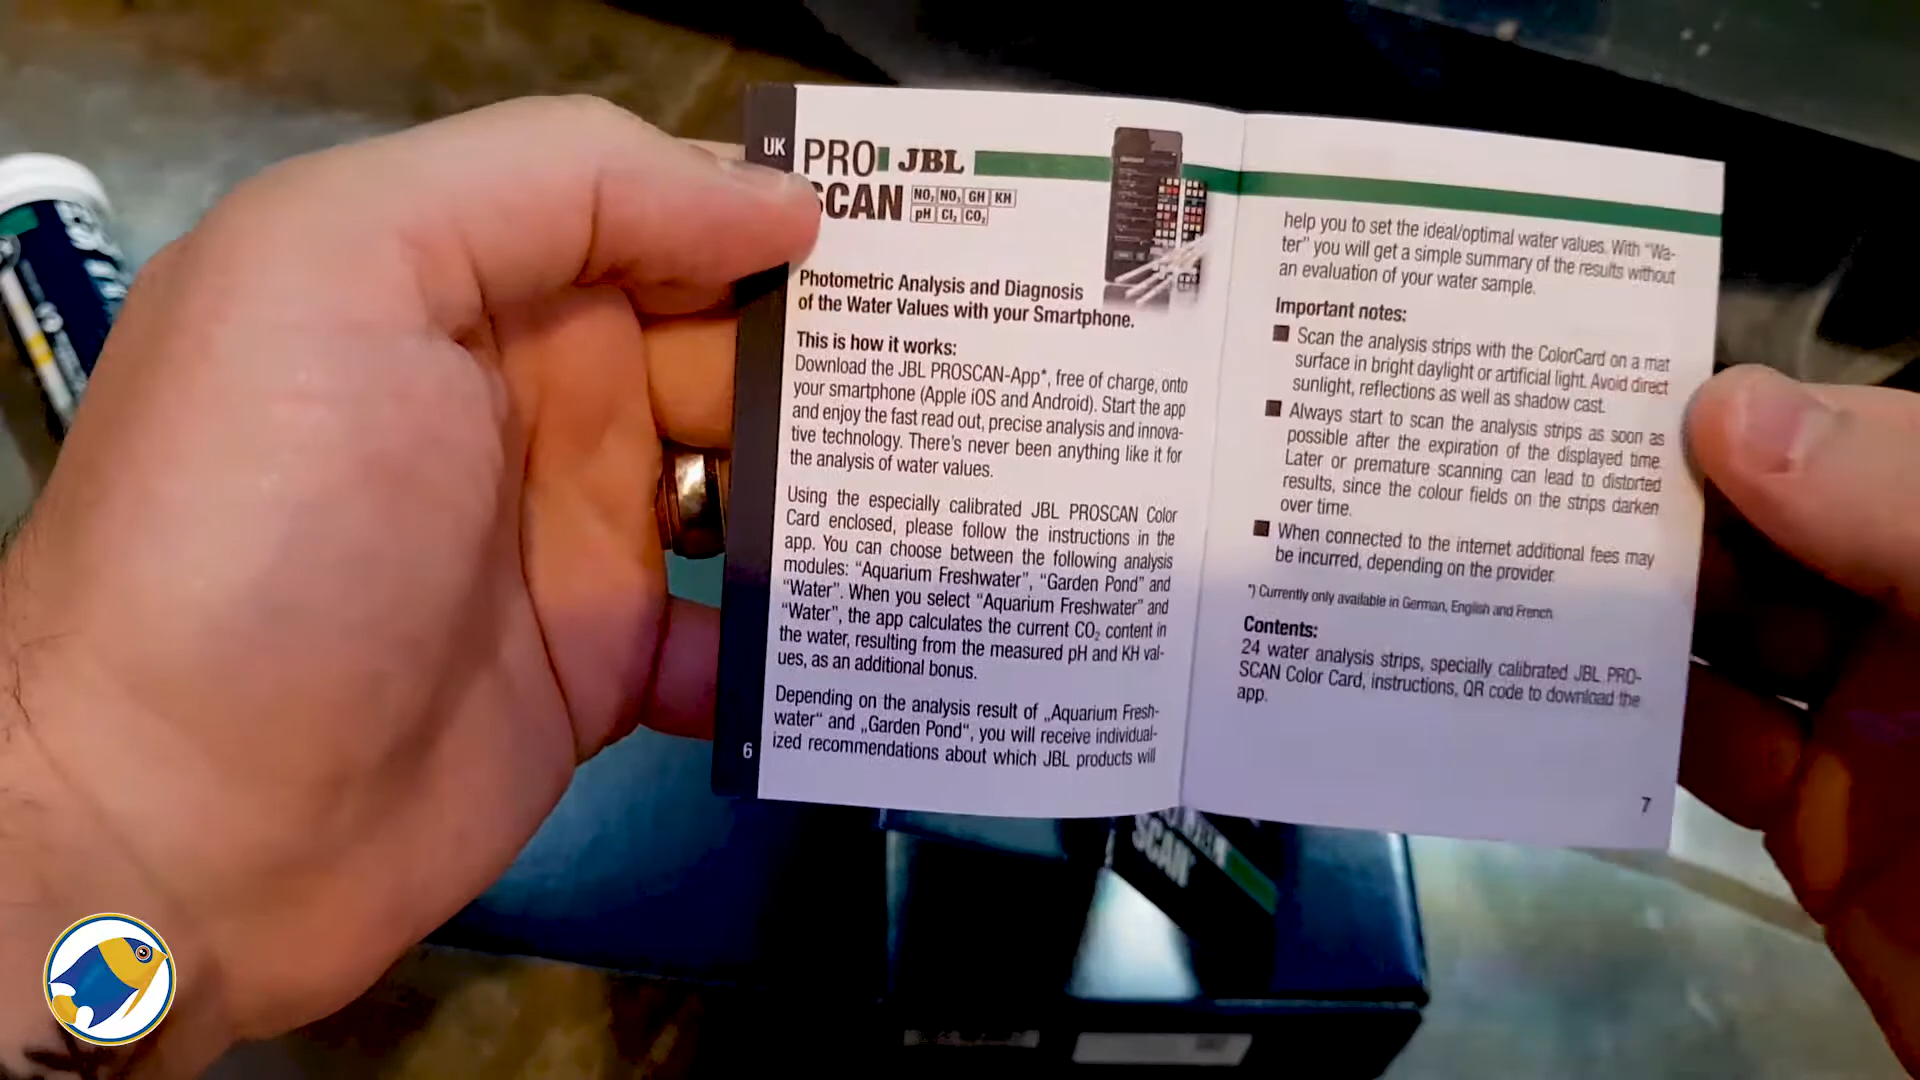 UK
PRO JBL
SCAN
NO₂ NO₃ GH KH
pH Cl₂ CO₂
Photometric Analysis and Diagnosis
of the Water Values with your Smartphone.
This is how it works:
Download the JBL PROSCAN-App*, free of charge, onto
your smartphone (Apple iOS and Android). Start the app
and enjoy the fast read out, precise analysis and innova-
tive technology. There's never been anything like it for
the analysis of water values.
Using the especially calibrated JBL PROSCAN Color
Card enclosed, please follow the instructions in the
app. You can choose between the following analysis
modules: “Aquarium Freshwater”, “Garden Pond” and
“Water”. When you select “Aquarium Freshwater” and
“Water”, the app calculates the current CO₂ content in
the water, resulting from the measured pH and KH val-
ues, as an additional bonus.
Depending on the analysis result of „Aquarium Fresh-
water“ and „Garden Pond“, you will receive individual-
ized recommendations about which JBL products will
6
help you to set the ideal/optimal water values. With “Wa-
ter” you will get a simple summary of the results without
an evaluation of your water sample.
Important notes:
■ Scan the analysis strips with the ColorCard on a mat
surface in bright daylight or artificial light. Avoid direct
sunlight, reflections as well as shadow cast.
■ Always start to scan the analysis strips as soon as
possible after the expiration of the displayed time.
Later or premature scanning can lead to distorted
results, since the colour fields on the strips darken
over time.
■ When connected to the internet additional fees may
be incurred, depending on the provider.
*) Currently only available in German, English and French.
Contents:
24 water analysis strips, specially calibrated JBL PRO-
SCAN Color Card, instructions, QR code to download the
app.
7
SCAN